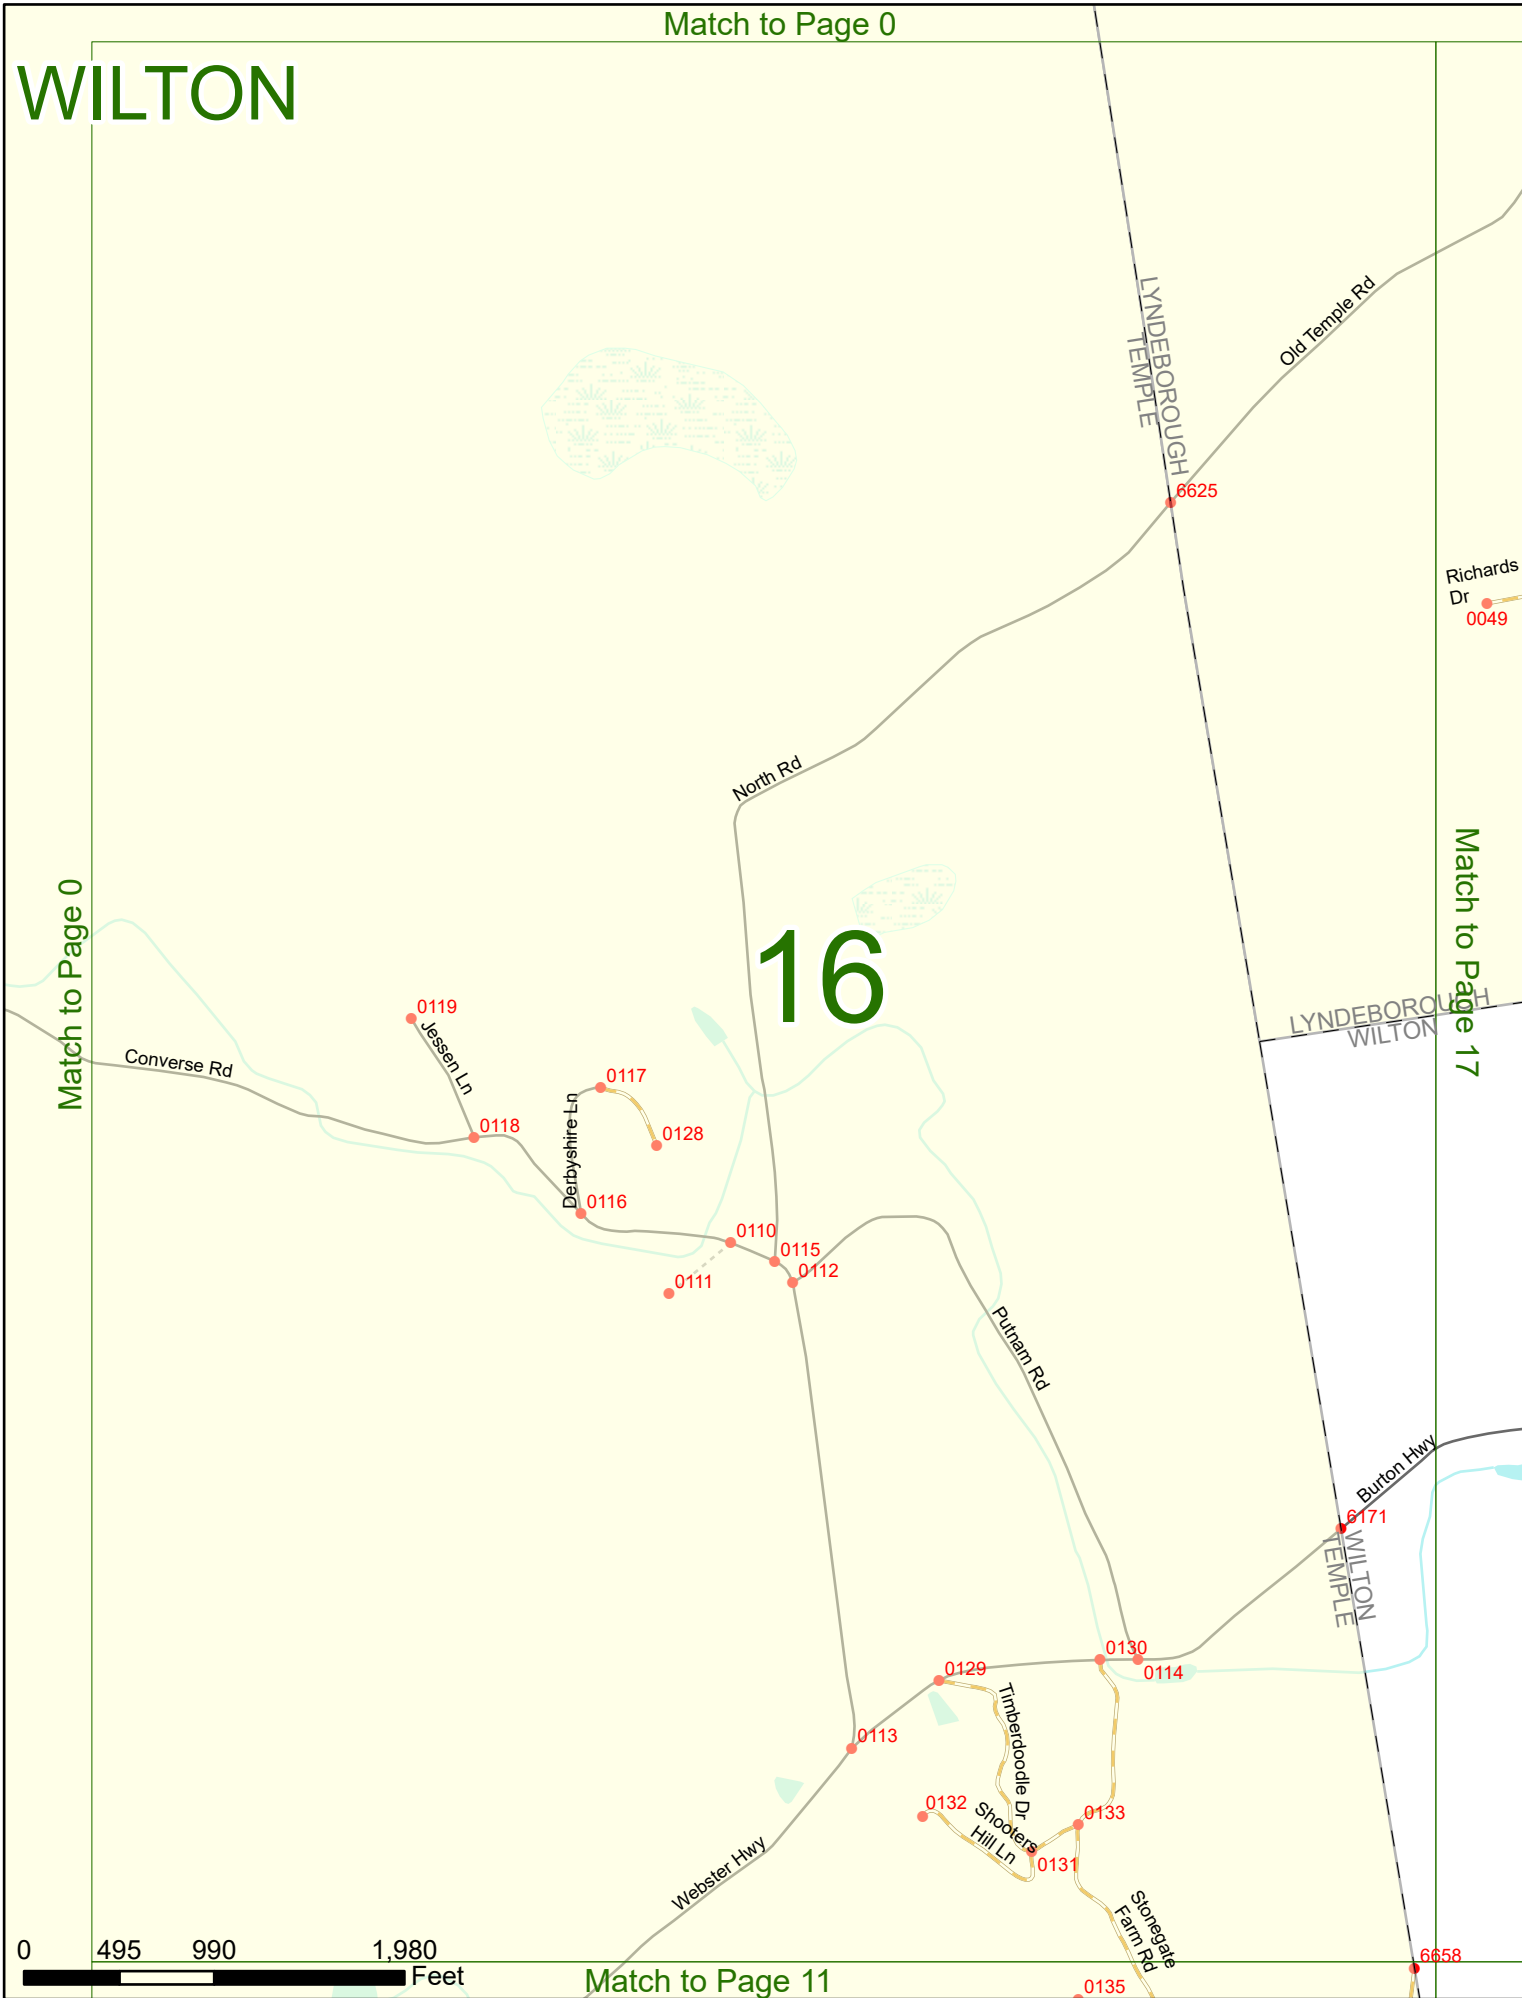 Match to Page 0
WILTON
LYNDEBOROUGH
TEMPLE
Old Temple Rd
6625
Richards
Dr
0049
North Rd
Match to Page 0
Match to Page 17
16
LYNDEBOROUGH
WILTON
0119
Jessen Ln
Converse Rd
0117
0118
0128
Derbyshire Ln
0116
0110
0115
0111
0112
Putnam Rd
Burton Hwy
6171
WILTON
TEMPLE
0130
0114
0129
Timberdoodle Dr
0113
0132
Shooters
Hill Ln
0133
0131
Webster Hwy
Stonegate
Farm Rd
6658
0 495 990 1,980
Feet
Match to Page 11
0135